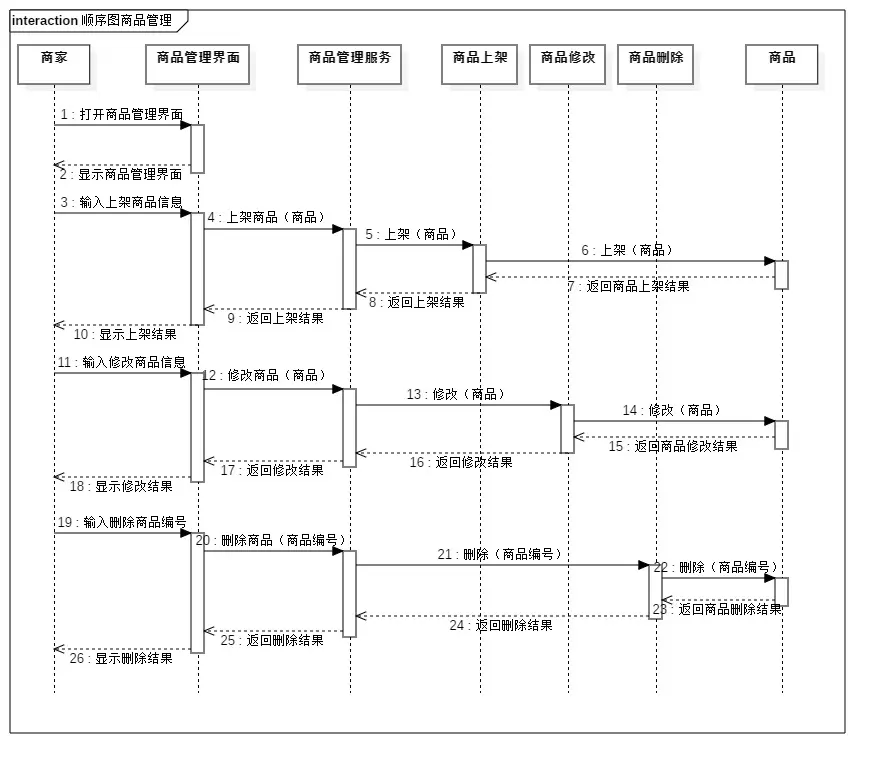 interaction 顺序图商品管理
商家
商品管理界面
商品管理服务
商品上架
商品修改
商品删除
商品
1 : 打开商品管理界面
2 : 显示商品管理界面
3 : 输入上架商品信息
4 : 上架商品（商品）
5 : 上架（商品）
6 : 上架（商品）
7 : 返回商品上架结果
8 : 返回上架结果
9 : 返回上架结果
10 : 显示上架结果
11 : 输入修改商品信息
12 : 修改商品（商品）
13 : 修改（商品）
14 : 修改（商品）
15 : 返回商品修改结果
16 : 返回修改结果
17 : 返回修改结果
18 : 显示修改结果
19 : 输入删除商品编号
20 : 删除商品（商品编号）
21 : 删除（商品编号）
22 : 删除（商品编号）
23 : 返回商品删除结果
24 : 返回删除结果
25 : 返回删除结果
26 : 显示删除结果